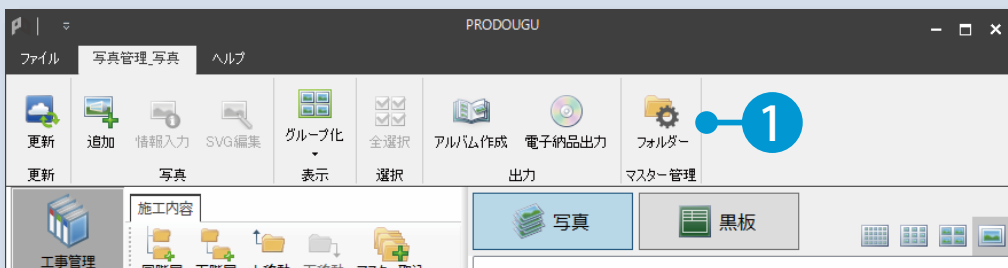 PRODOUGU
ファイル 写真管理_写真 ヘルプ
更新 追加 情報入力 SVG編集 グループ化 全選択 アルバム作成 電子納品出力 フォルダー
1
更新 写真 表示 選択 出力 マスター管理
施工内容
写真 黒板
工事管理